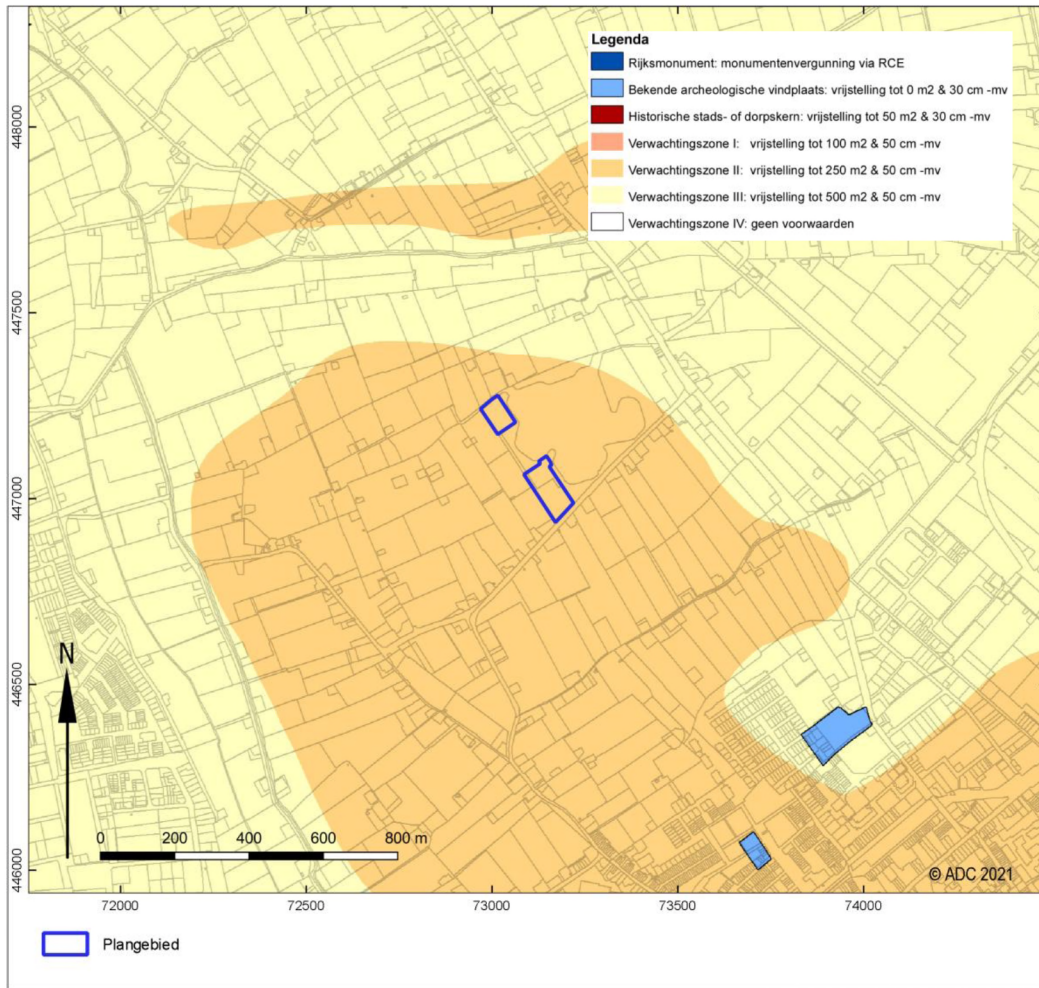 Legenda
Rijksmonument: monumentenvergunning via RCE
Bekende archeologische vindplaats: vrijstelling tot 0 m2 & 30 cm -mv
Historische stads- of dorpskern: vrijstelling tot 50 m2 & 30 cm -mv
Verwachtingszone I: vrijstelling tot 100 m2 & 50 cm -mv
Verwachtingszone II: vrijstelling tot 250 m2 & 50 cm -mv
Verwachtingszone III: vrijstelling tot 500 m2 & 50 cm -mv
Verwachtingszone IV: geen voorwaarden
448000
447500
447000
446500
446000
N
0 200 400 600 800 m
© ADC 2021
72000 72500 73000 73500 74000
Plangebied